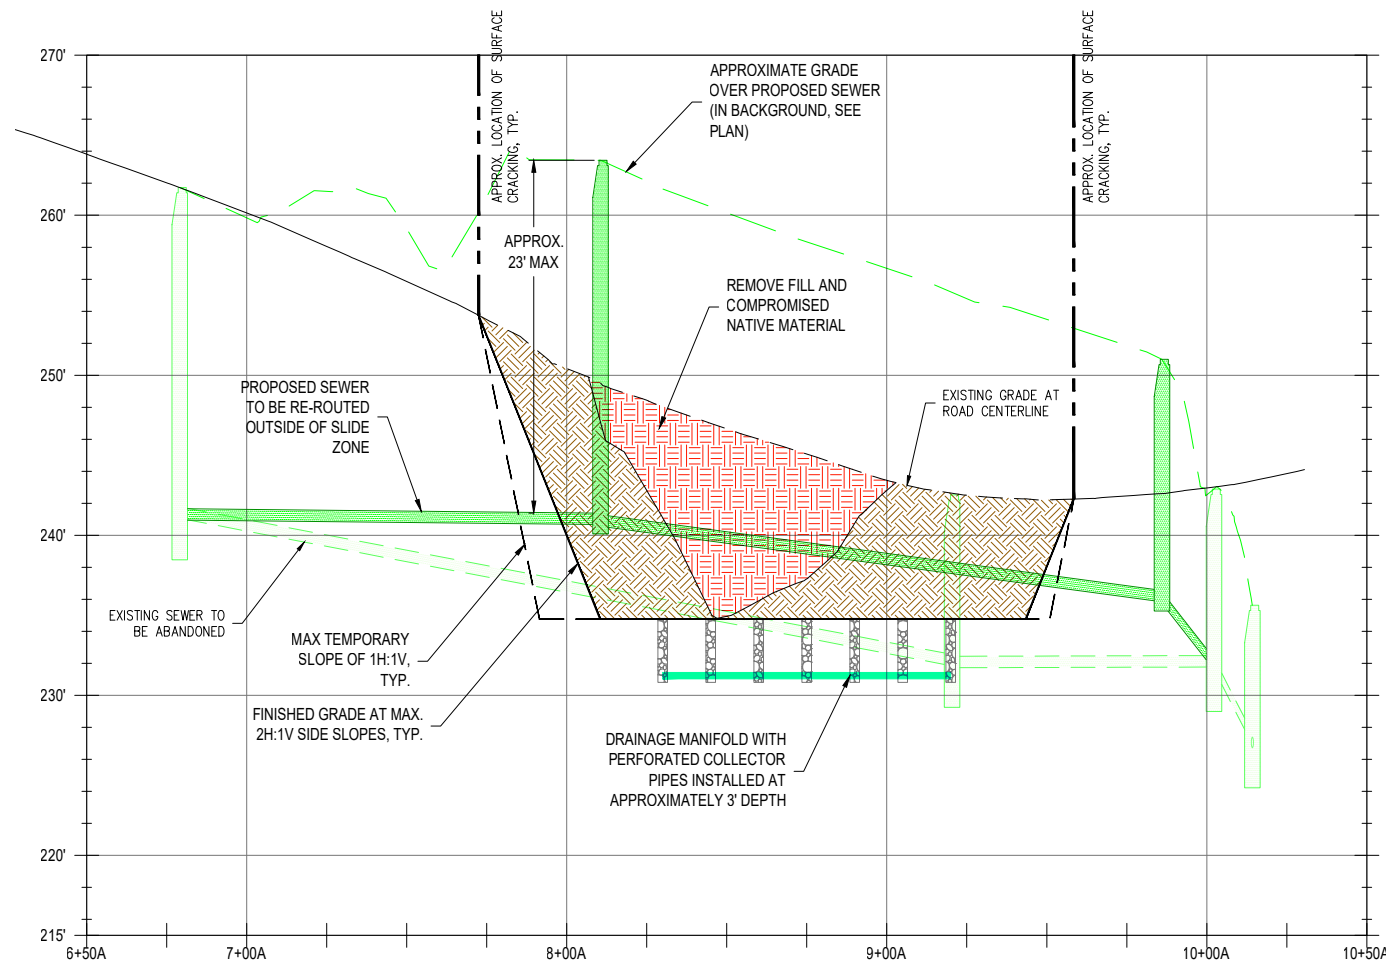 270'
260'
250'
240'
230'
220'
215'
6+50A
7+00A
8+00A
9+00A
10+00A
10+50A
APPROX. LOCATION OF SURFACE
CRACKING, TYP.
APPROXIMATE GRADE
OVER PROPOSED SEWER
(IN BACKGROUND, SEE
PLAN)
APPROX. LOCATION OF SURFACE
CRACKING, TYP.
APPROX.
23' MAX
REMOVE FILL AND
COMPROMISED
NATIVE MATERIAL
PROPOSED SEWER
TO BE RE-ROUTED
OUTSIDE OF SLIDE
ZONE
EXISTING GRADE AT
ROAD CENTERLINE
EXISTING SEWER TO
BE ABANDONED
MAX TEMPORARY
SLOPE OF 1H:1V,
TYP.
FINISHED GRADE AT MAX.
2H:1V SIDE SLOPES, TYP.
DRAINAGE MANIFOLD WITH
PERFORATED COLLECTOR
PIPES INSTALLED AT
APPROXIMATELY 3' DEPTH